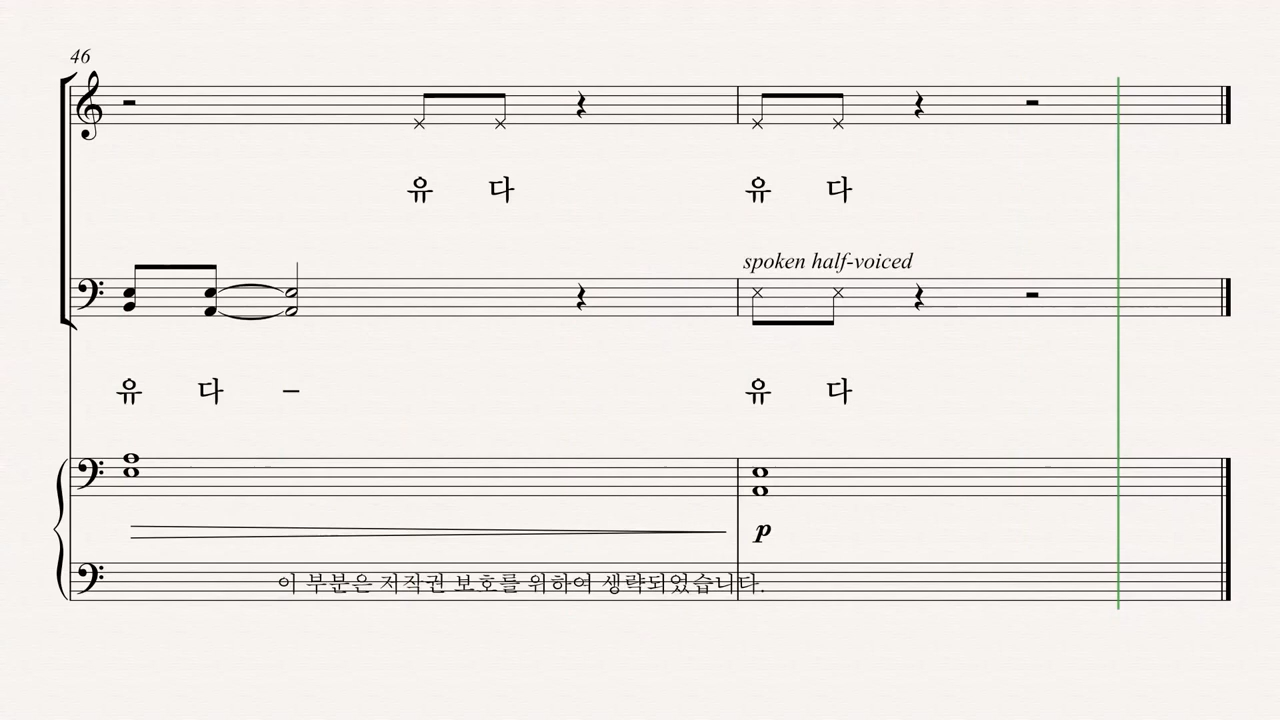 46
유 다 유 다
spoken half-voiced
유 다 – 유 다
p
이 부분은 저작권 보호를 위하여 생략되었습니다.